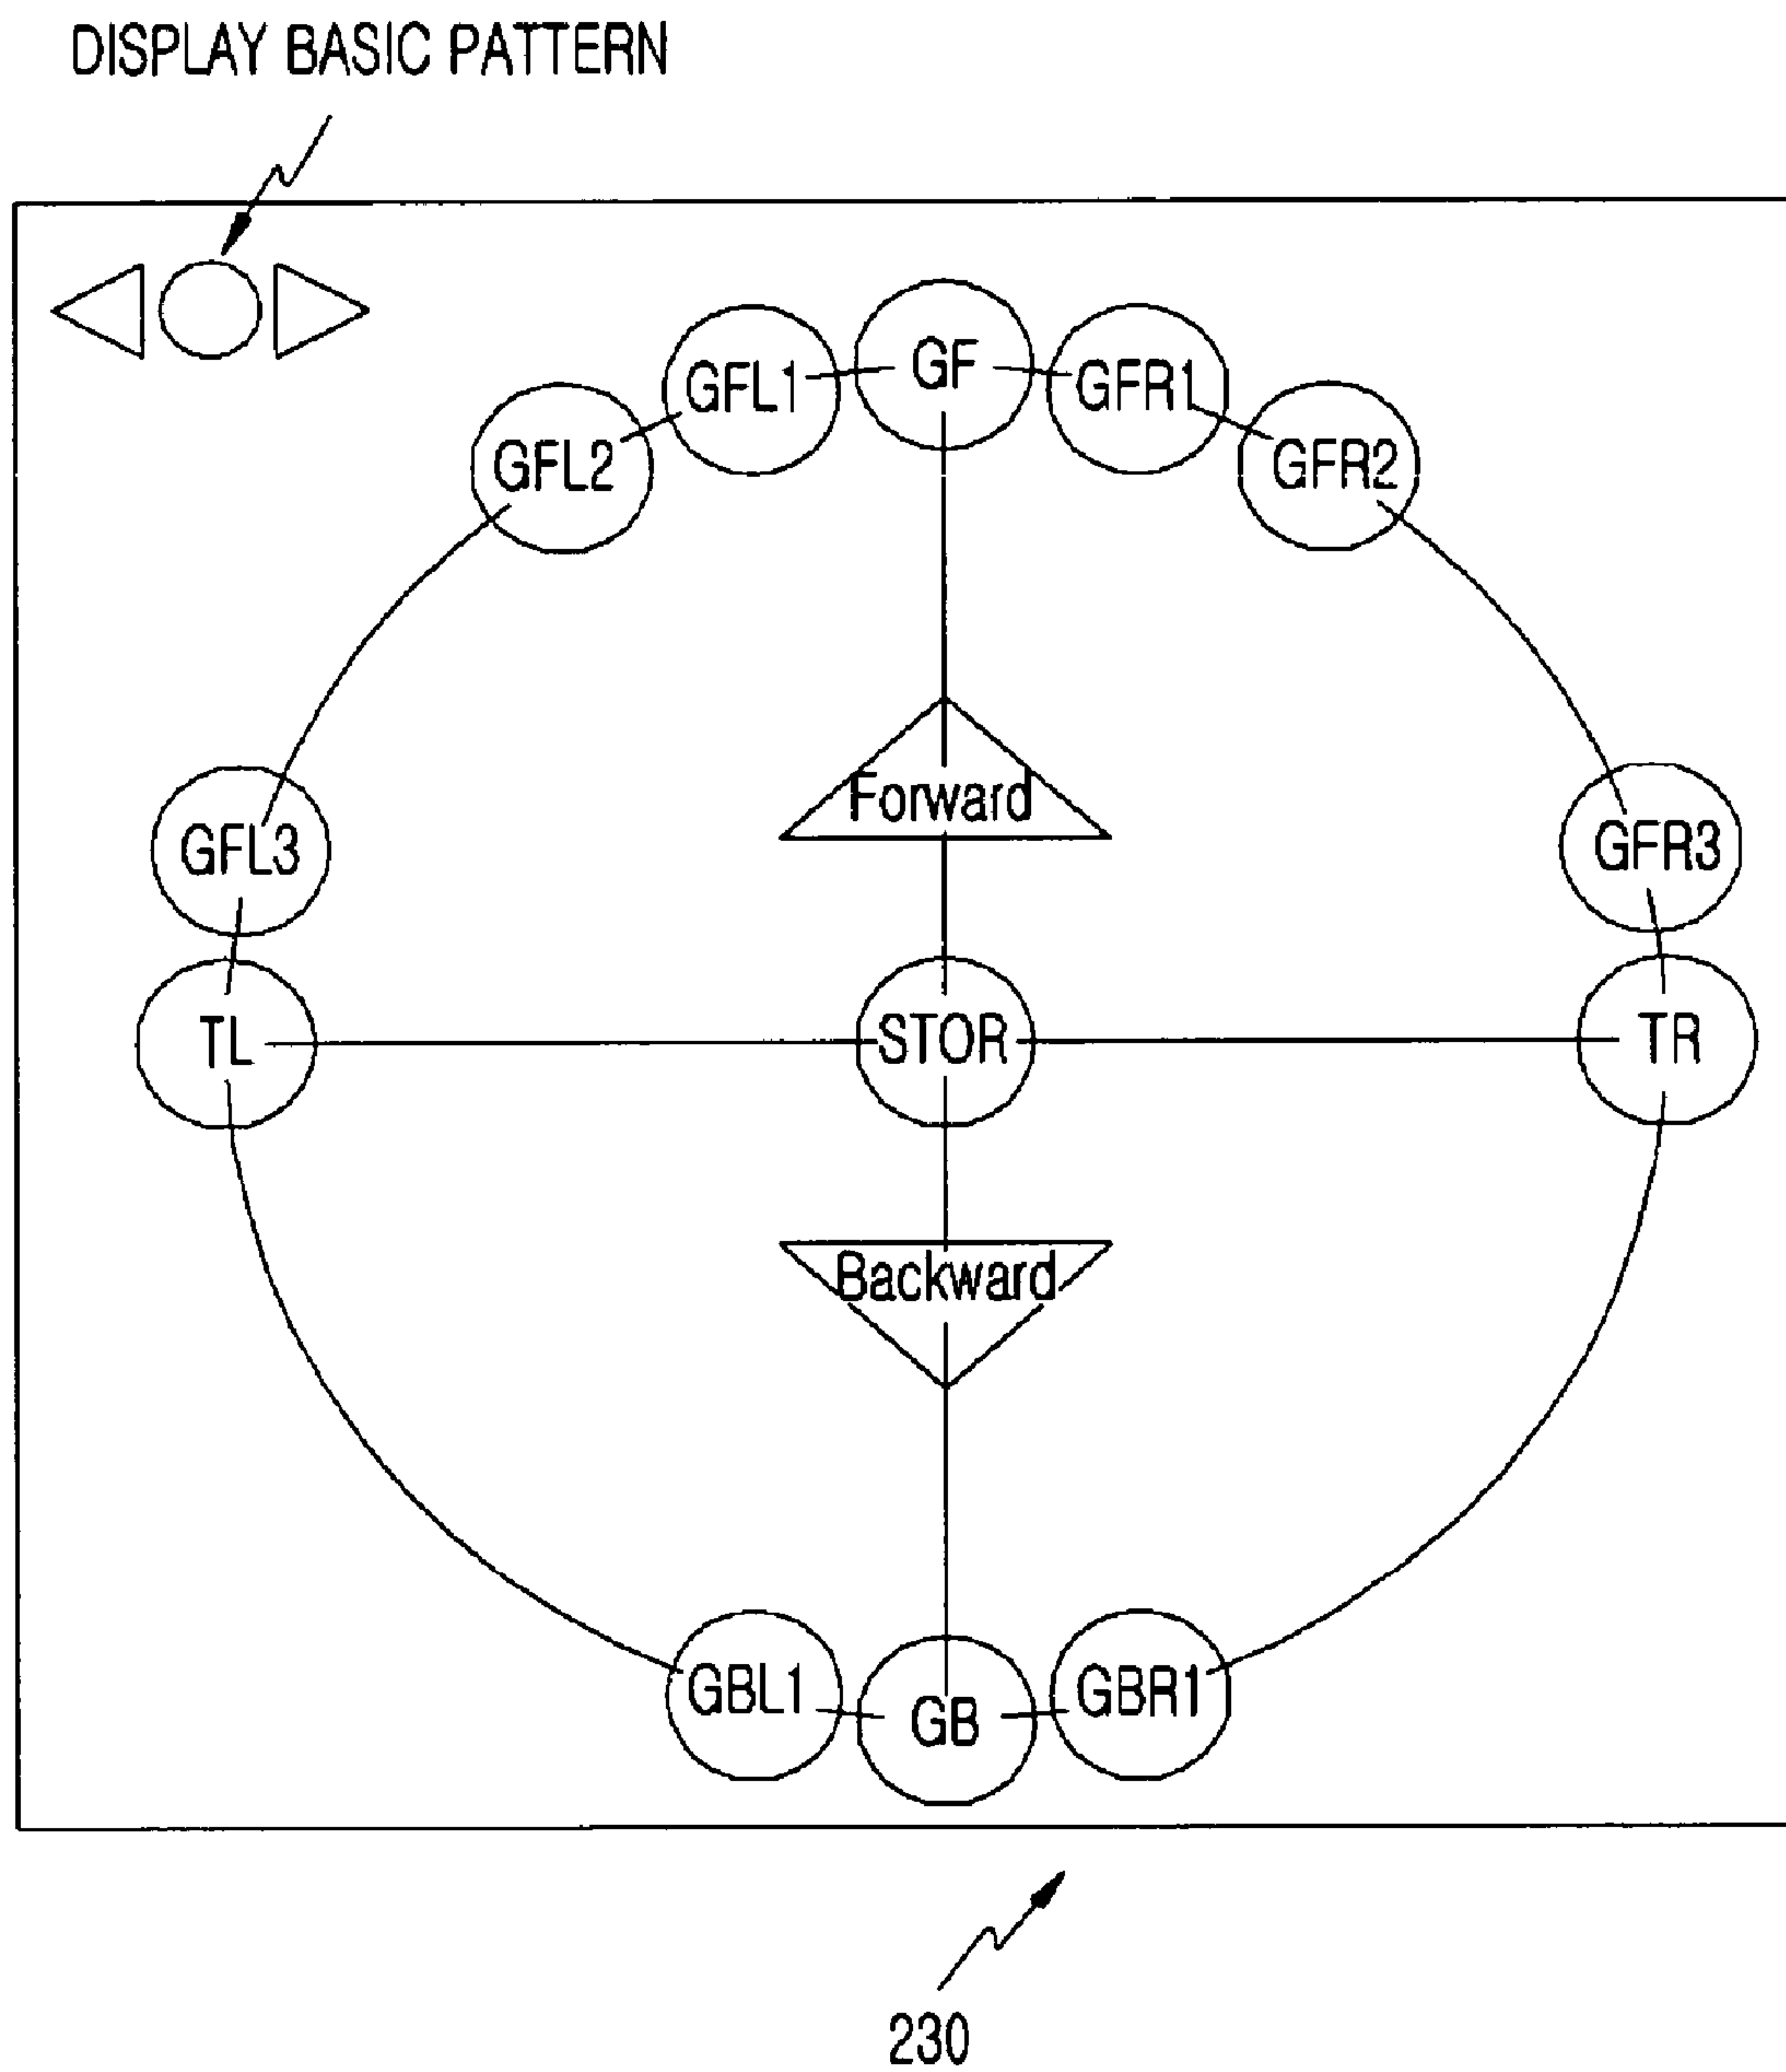 DISPLAY BASIC PATTERN
GF
GFL1
GFR1
GFL2
GFR2
Forward
GFL3
GFR3
TL
STOR
TR
Backward
GBL1
GB
GBR1
230